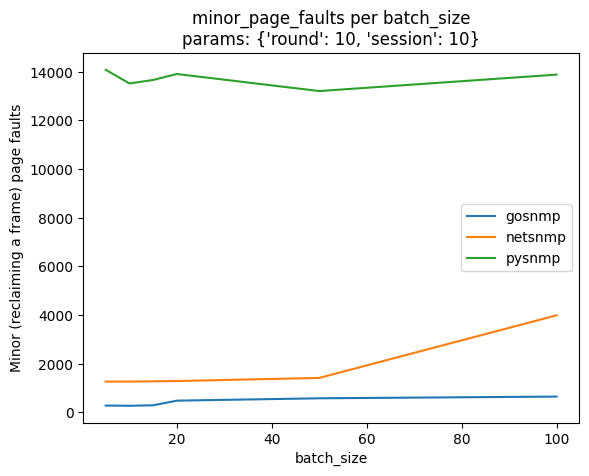 minor_page_faults per batch_size
params: {'round': 10, 'session': 10}
Minor (reclaiming a frame) page faults
14000
12000
10000
8000
6000
4000
2000
0
gosnmp
netsnmp
pysnmp
20
40
60
80
100
batch_size